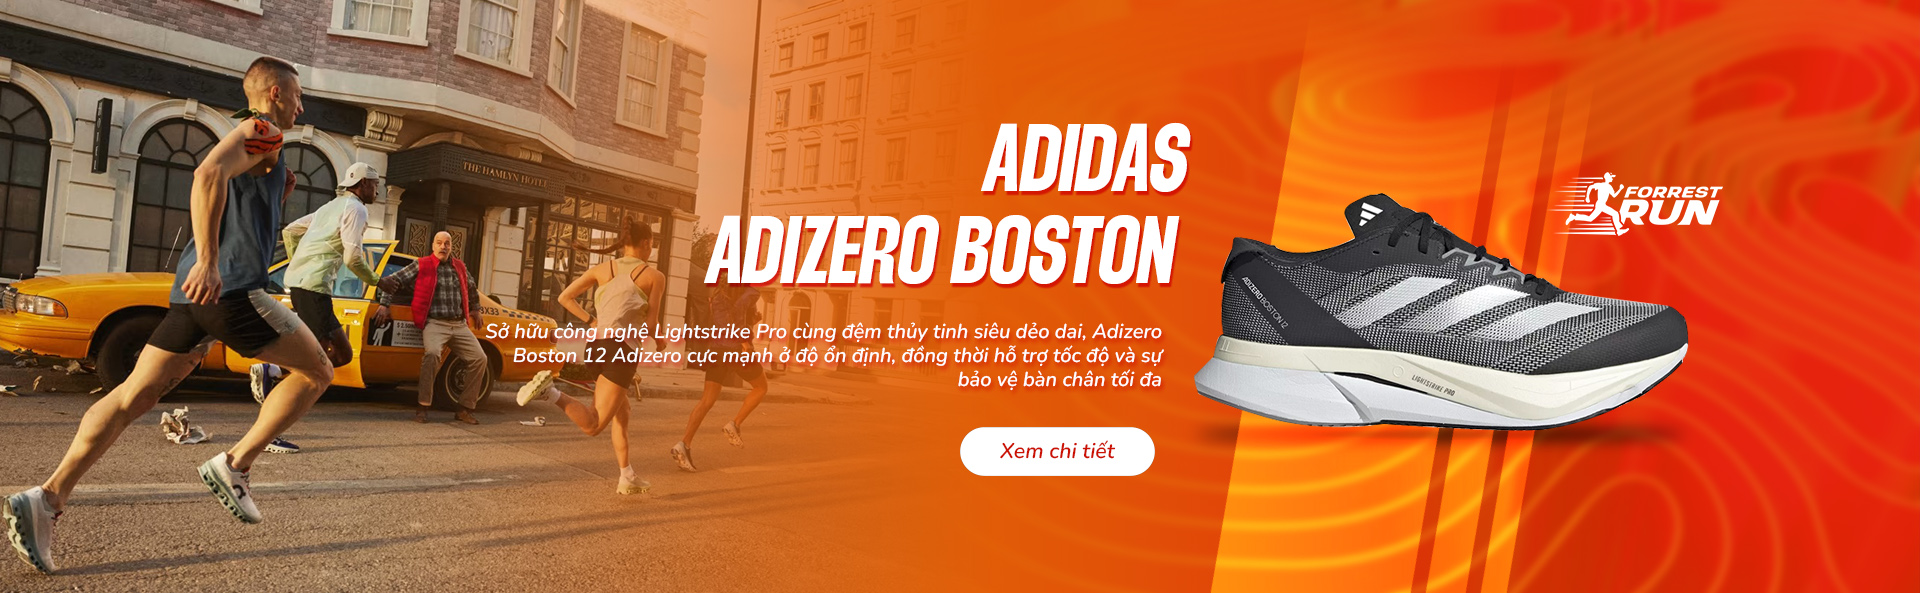 THE HAMLYN HOTEL
8X33
ADIDAS
ADIZERO BOSTON
Sở hữu công nghệ Lightstrike Pro cùng đệm thủy tinh siêu dẻo dai, Adizero
Boston 12 Adizero cực mạnh ở độ ổn định, đồng thời hỗ trợ tốc độ và sự
bảo vệ bàn chân tối đa
Xem chi tiết
FORREST
RUN
ADIZERO BOSTON 12
LIGHTSTRIKE PRO